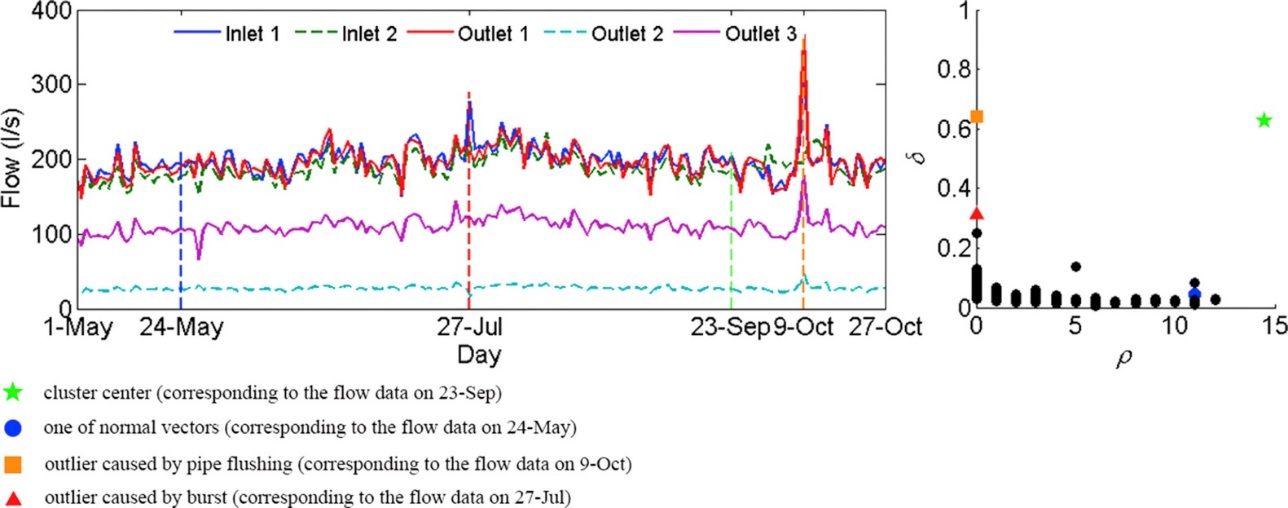 400
300
200
100
0
Flow (l/s)
Inlet 1 Inlet 2 Outlet 1 Outlet 2 Outlet 3
1-May 24-May 27-Jul 23-Sep 9-Oct 27-Oct
Day
1
0.8
0.6
0.4
0.2
0
δ
0 5 10 15
ρ
cluster center (corresponding to the flow data on 23-Sep)
one of normal vectors (corresponding to the flow data on 24-May)
outlier caused by pipe flushing (corresponding to the flow data on 9-Oct)
outlier caused by burst (corresponding to the flow data on 27-Jul)